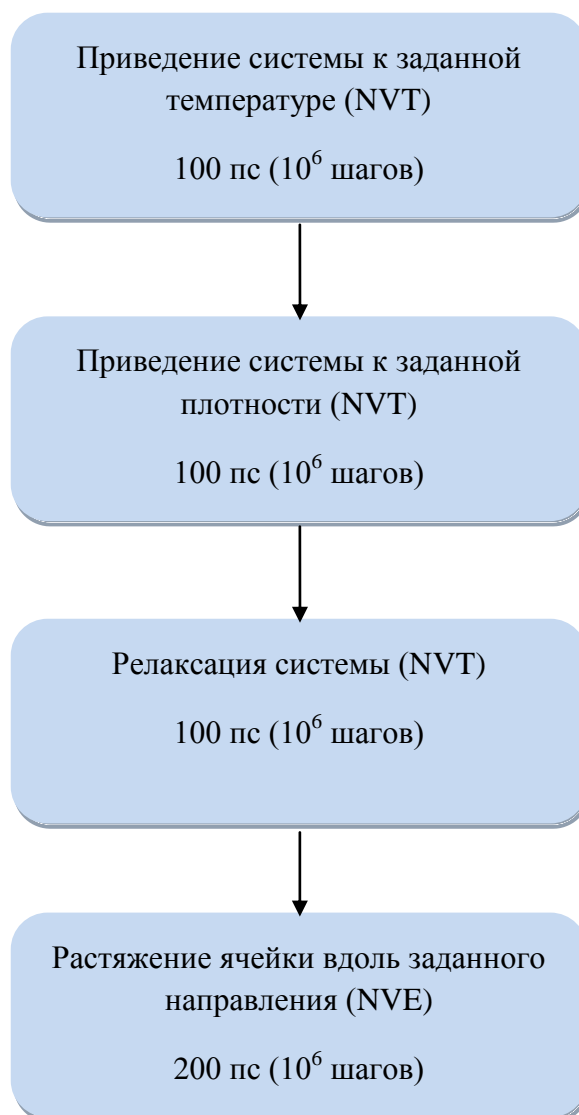 Приведение системы к заданной
температуре (NVT)
100 пс (10⁶ шагов)
Приведение системы к заданной
плотности (NVT)
100 пс (10⁶ шагов)
Релаксация системы (NVT)
100 пс (10⁶ шагов)
Растяжение ячейки вдоль заданного
направления (NVE)
200 пс (10⁶ шагов)